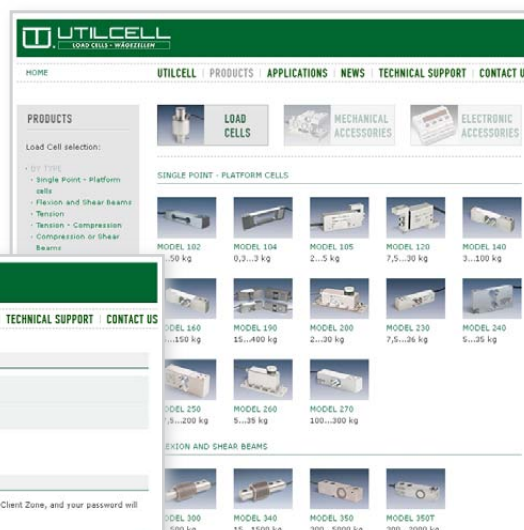 UTILCELL
LOAD CELLS - WÄGEZELLEN
HOME
UTILCELL | PRODUCTS | APPLICATIONS | NEWS | TECHNICAL SUPPORT | CONTACT U
PRODUCTS
Load Cell selection:
BY TYPE
Single Point - Platform
cells
Flexion and Shear Beams
Tension
Tension - Compression
Compression or Shear
Beams
LOAD
CELLS
MECHANICAL
ACCESSORIES
ELECTRONIC
ACCESSORIES
SINGLE POINT - PLATFORM CELLS
MODEL 102 MODEL 104 MODEL 105 MODEL 120 MODEL 140
...50 kg 0,3...3 kg 2...5 kg 7,5...30 kg 3...100 kg
ODEL 160 MODEL 190 MODEL 200 MODEL 230 MODEL 240
...150 kg 15...400 kg 2...30 kg 7,5...36 kg 5...35 kg
ODEL 250 MODEL 260 MODEL 270
,5...200 kg 5...35 kg 100...300 kg
EXION AND SHEAR BEAMS
ODEL 300 MODEL 340 MODEL 350 MODEL 350T
TECHNICAL SUPPORT | CONTACT US
Client Zone, and your password will